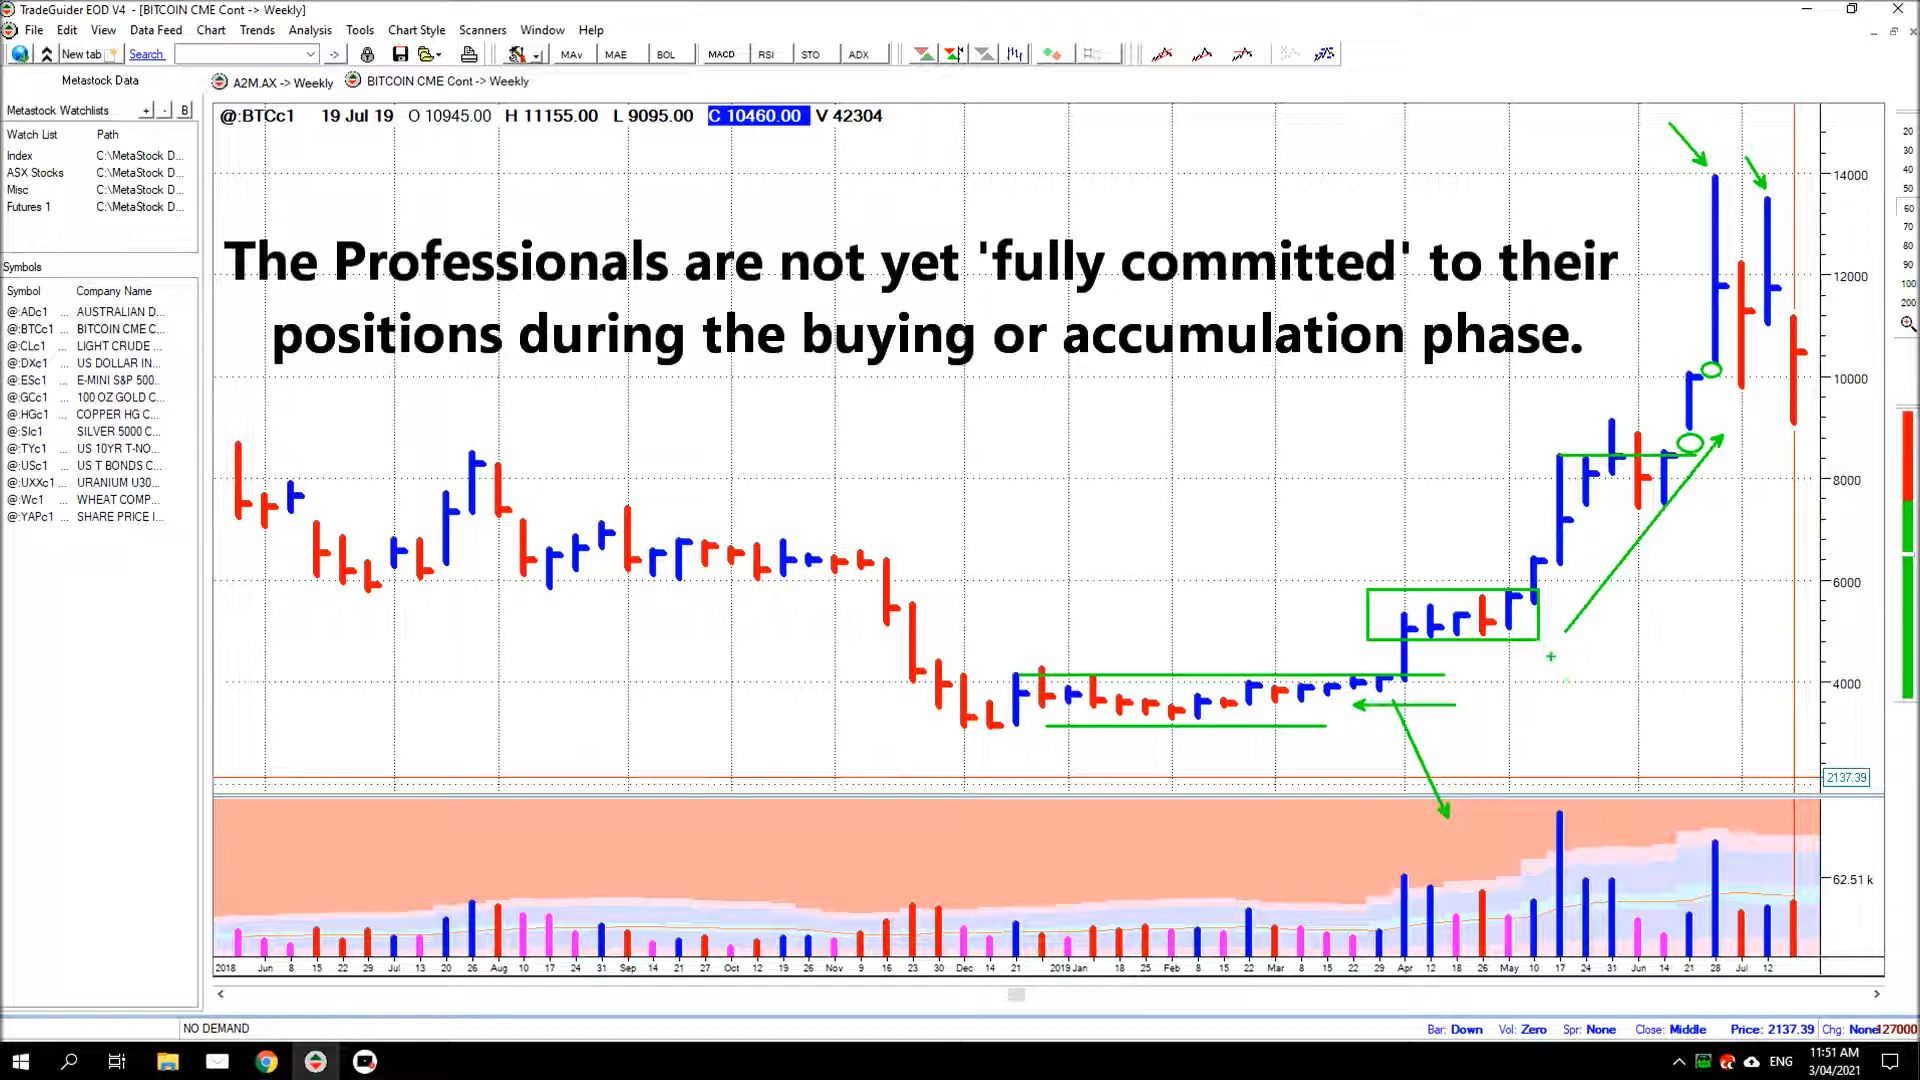 TradeGuider EOD V4 - [BITCOIN CME Cont -> Weekly]
File Edit View Data Feed Chart Trends Analysis Tools Chart Style Scanners Window Help
New tab Search -> MAv MAE BOL MACD RSI STO ADX
Metastock Data
A2M.AX -> Weekly BITCOIN CME Cont -> Weekly
Metastock Watchlists + - B
Watch List Path
Index C:\MetaStock D...
ASX Stocks C:\MetaStock D...
Misc C:\MetaStock D...
Futures 1 C:\MetaStock D...
Symbols
Symbol Company Name
@:ADc1 ... AUSTRALIAN D...
@:BTCc1 ... BITCOIN CME C...
@:CLc1 ... LIGHT CRUDE ...
@:DXc1 ... US DOLLAR IN...
@:ESc1 ... E-MINI S&P 500..
@:GCc1 ... 100 OZ GOLD C...
@:HGc1 ... COPPER HG C...
@:SIc1 ... SILVER 5000 C...
@:TYc1 ... US 10YR T-NO...
@:USc1 ... US T BONDS C...
@:UXXc1 ... URANIUM U30...
@:Wc1 ... WHEAT COMP...
@:YAPc1 ... SHARE PRICE I...
@:BTCc1 19 Jul 19 O 10945.00 H 11155.00 L 9095.00 C 10460.00 V 42304
The Professionals are not yet 'fully committed' to their
positions during the buying or accumulation phase.
14000
12000
10000
8000
6000
4000
2137.39
62.51 k
20
30
40
50
60
70
80
90
100
200
2018 Jun 8 15 22 29 Jul 13 20 26 Aug 10 17 24 31 Sep 14 21 27 Oct 12 19 26 Nov 9 16 23 30 Dec 14 21 2019 Jan 18 25 Feb 8 15 22 Mar 8 15 22 29 Apr 12 18 26 May 10 17 24 31 Jun 14 21 28 Jul 12
NO DEMAND
Bar: Down Vol: Zero Spr: None Close: Middle Price: 2137.39 Chg: None127000
ENG
11:51 AM
3/04/2021